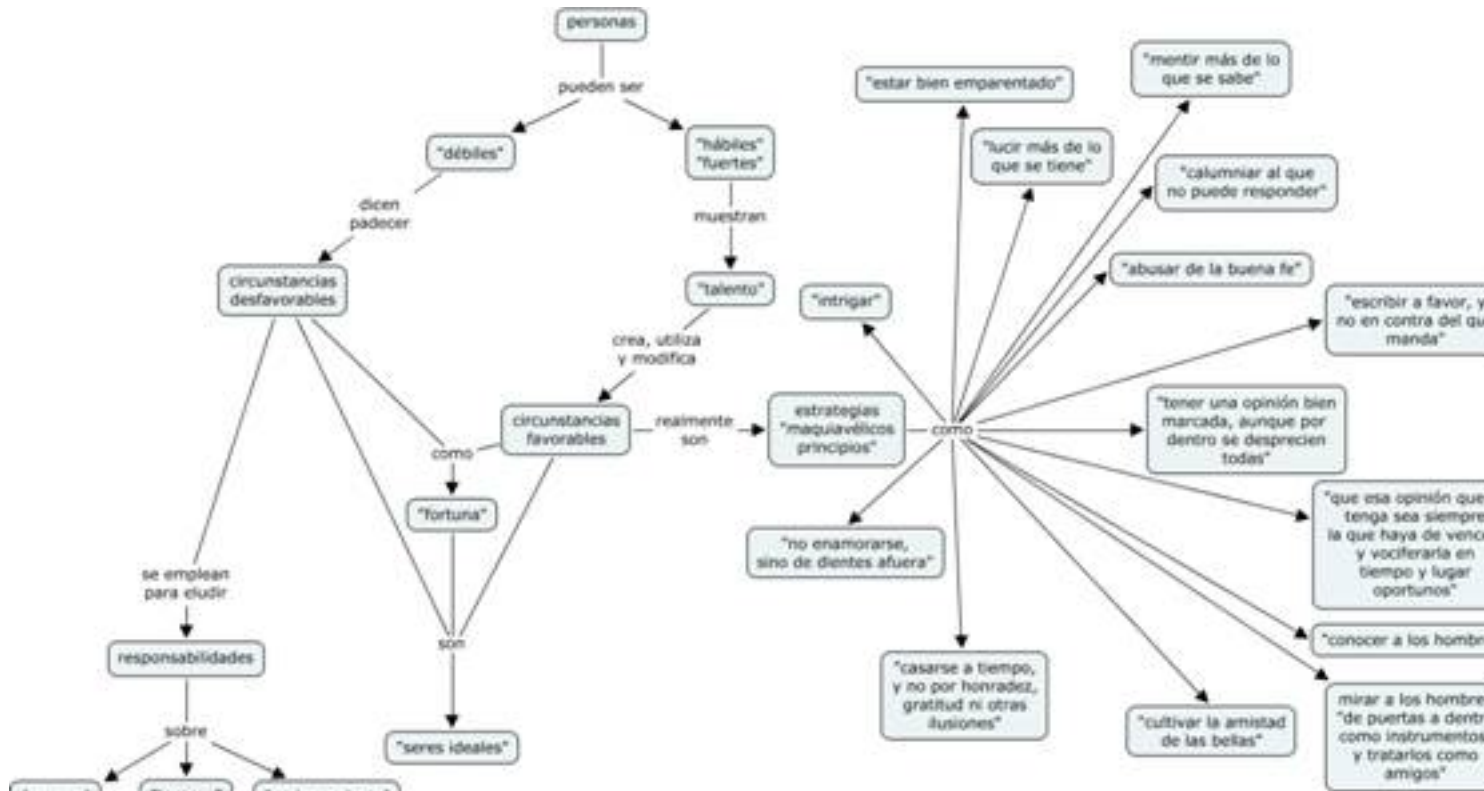 personas
pueden ser
"débiles"
"hábiles"
"fuertes"
dicen
padecer
muestran
circunstancias
desfavorables
"talento"
crea, utiliza
y modifica
circunstancias
favorables
como
"fortuna"
se emplean
para eludir
son
responsabilidades
sobre
"seres ideales"
realmente
son
estrategias
"maquiavélicos
principios"
como
"estar bien emparentado"
"mentir más de lo
que se sabe"
"lucir más de lo
que se tiene"
"calumniar al que
no puede responder"
"abusar de la buena fe"
"intrigar"
"escribir a favor, y
no en contra del
manda"
"tener una opinión bien
marcada, aunque por
dentro se desprecien
todas"
"que esa opinión que
tenga sea siempre
la que haya de
y vociferarla en
tiempo y lugar
oportunos"
"no enamorarse,
sino de dientes afuera"
"conocer a los
"casarse a tiempo,
y no por honradez,
gratitud ni otras
ilusiones"
"cultivar la amistad
de las bellas"
mirar a los
"de puertas a
como instrumentos
y tratarlos como
amigos"